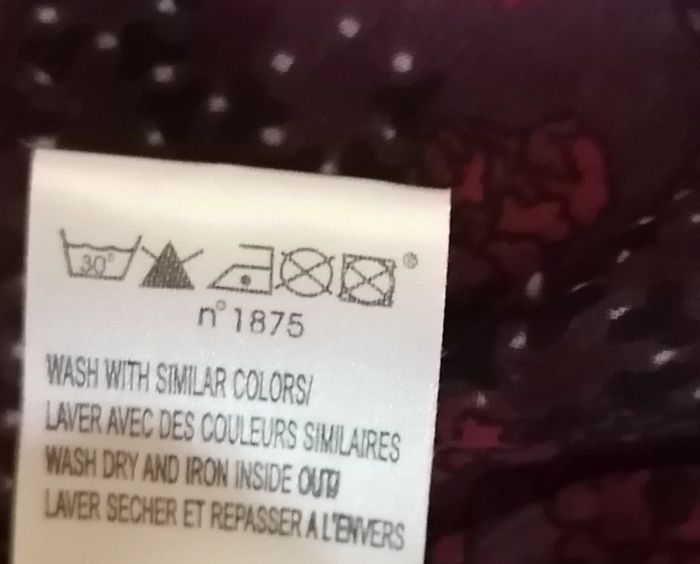 30°
n° 1875
WASH WITH SIMILAR COLORS/
LAVER AVEC DES COULEURS SIMILAIRES
WASH DRY AND IRON INSIDE OUT/
LAVER SECHER ET REPASSER A L'ENVERS